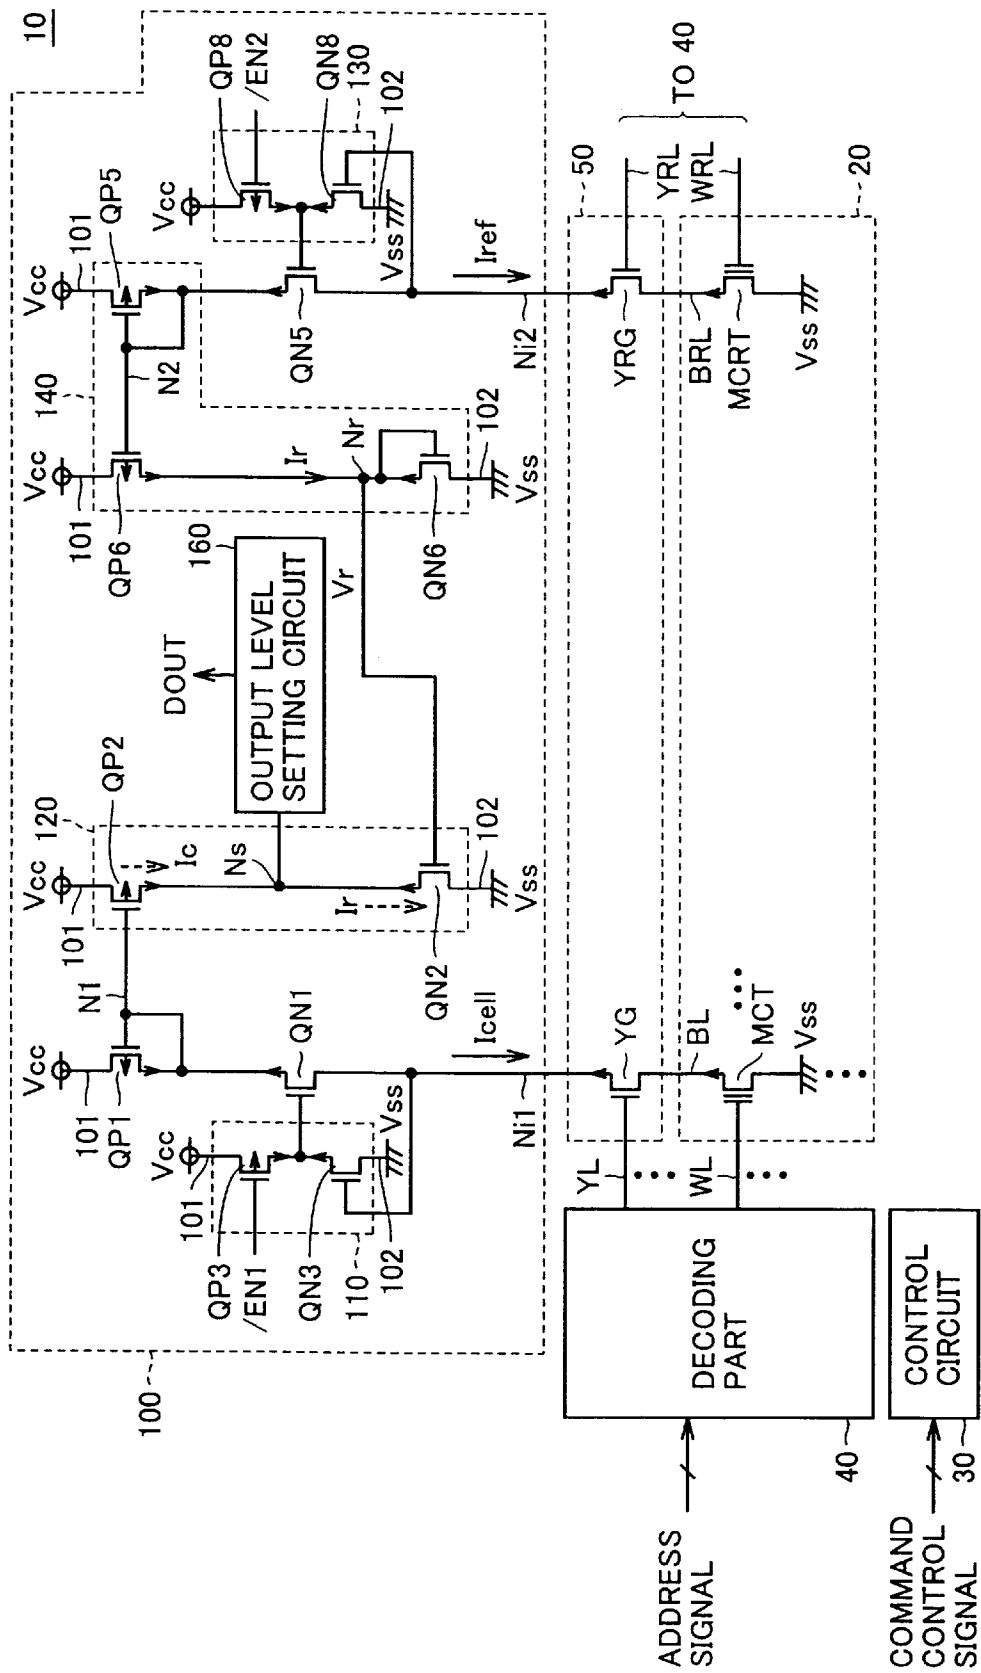 10
100
Vcc
101
QP1
N1
Vcc
101
QP2
120
Ic
Ns
Ir
QN2
102
Vss
Vcc
101
QP3
/EN1
QN3
110
102
Vss
QN1
Icell
Ni1
DOUT
OUTPUT LEVEL
SETTING CIRCUIT
160
Vcc
101
QP6
140
Ir
Nr
Vr
QN6
102
Vss
N2
Vcc
101
QP5
QN5
Vcc
QP8
/EN2
QN8
130
102
Vss
Iref
Ni2
50
YG
YRG
YRL
WRL
TO 40
20
BL
MCT
Vss
BRL
MCRT
Vss
YL
WL
DECODING
PART
40
ADDRESS
SIGNAL
CONTROL
CIRCUIT
30
COMMAND
CONTROL
SIGNAL